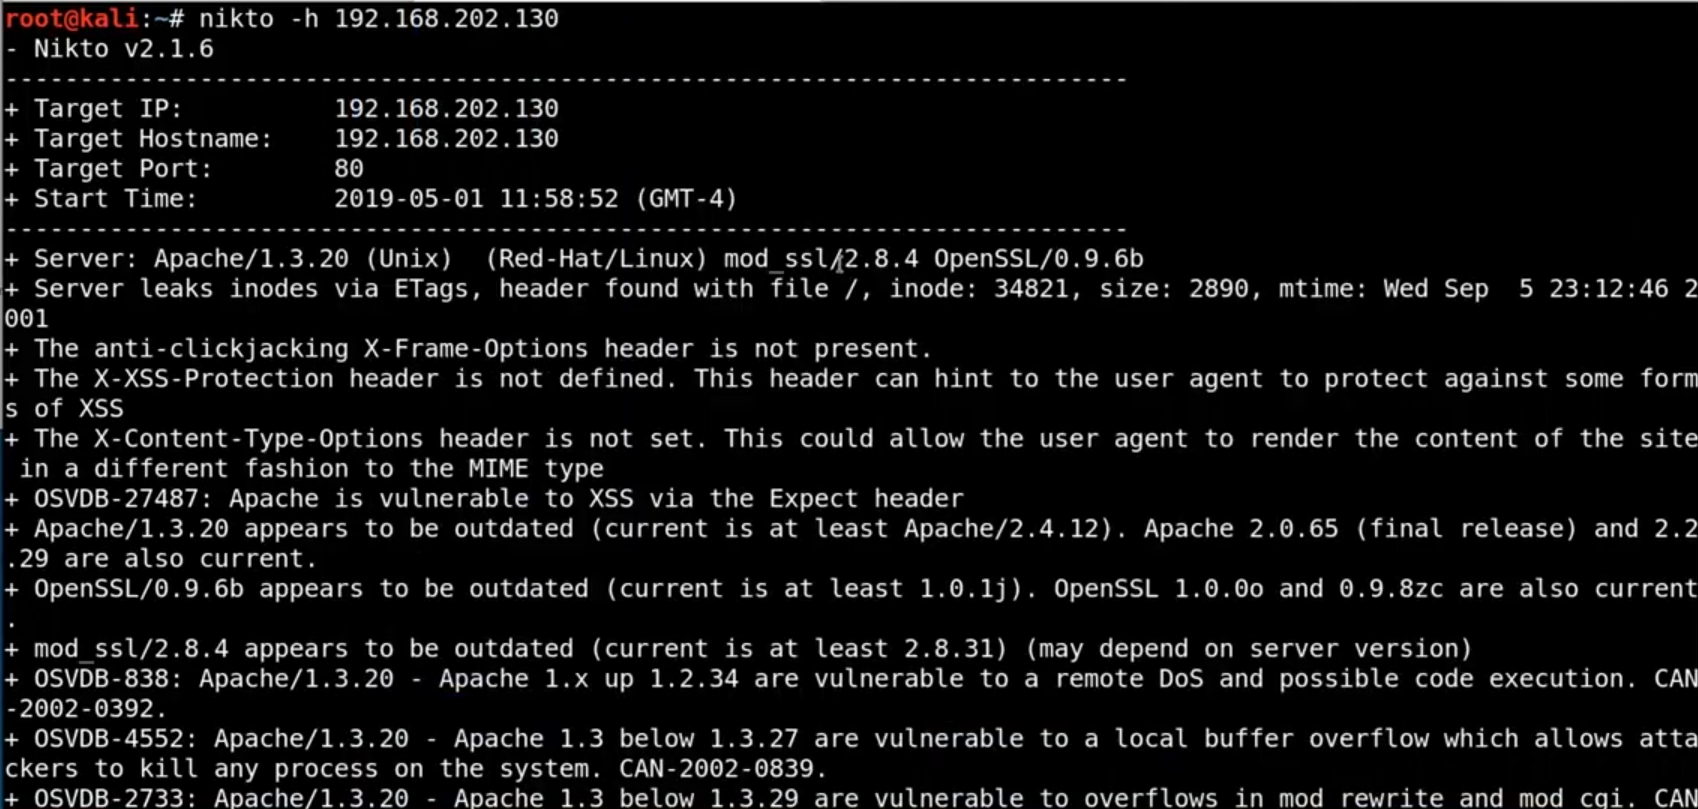 root@kali:~# nikto -h 192.168.202.130
- Nikto v2.1.6
---------------------------------------------------------------------------
+ Target IP:          192.168.202.130
+ Target Hostname:    192.168.202.130
+ Target Port:        80
+ Start Time:         2019-05-01 11:58:52 (GMT-4)
---------------------------------------------------------------------------
+ Server: Apache/1.3.20 (Unix)  (Red-Hat/Linux) mod_ssl/2.8.4 OpenSSL/0.9.6b
+ Server leaks inodes via ETags, header found with file /, inode: 34821, size: 2890, mtime: Wed Sep  5 23:12:46 2
001
+ The anti-clickjacking X-Frame-Options header is not present.
+ The X-XSS-Protection header is not defined. This header can hint to the user agent to protect against some form
s of XSS
+ The X-Content-Type-Options header is not set. This could allow the user agent to render the content of the site
 in a different fashion to the MIME type
+ OSVDB-27487: Apache is vulnerable to XSS via the Expect header
+ Apache/1.3.20 appears to be outdated (current is at least Apache/2.4.12). Apache 2.0.65 (final release) and 2.2
.29 are also current.
+ OpenSSL/0.9.6b appears to be outdated (current is at least 1.0.1j). OpenSSL 1.0.0o and 0.9.8zc are also current
.
+ mod_ssl/2.8.4 appears to be outdated (current is at least 2.8.31) (may depend on server version)
+ OSVDB-838: Apache/1.3.20 - Apache 1.x up 1.2.34 are vulnerable to a remote DoS and possible code execution. CAN
-2002-0392.
+ OSVDB-4552: Apache/1.3.20 - Apache 1.3 below 1.3.27 are vulnerable to a local buffer overflow which allows atta
ckers to kill any process on the system. CAN-2002-0839.
+ OSVDB-2733: Apache/1.3.20 - Apache 1.3 below 1.3.29 are vulnerable to overflows in mod_rewrite and mod_cgi. CAN